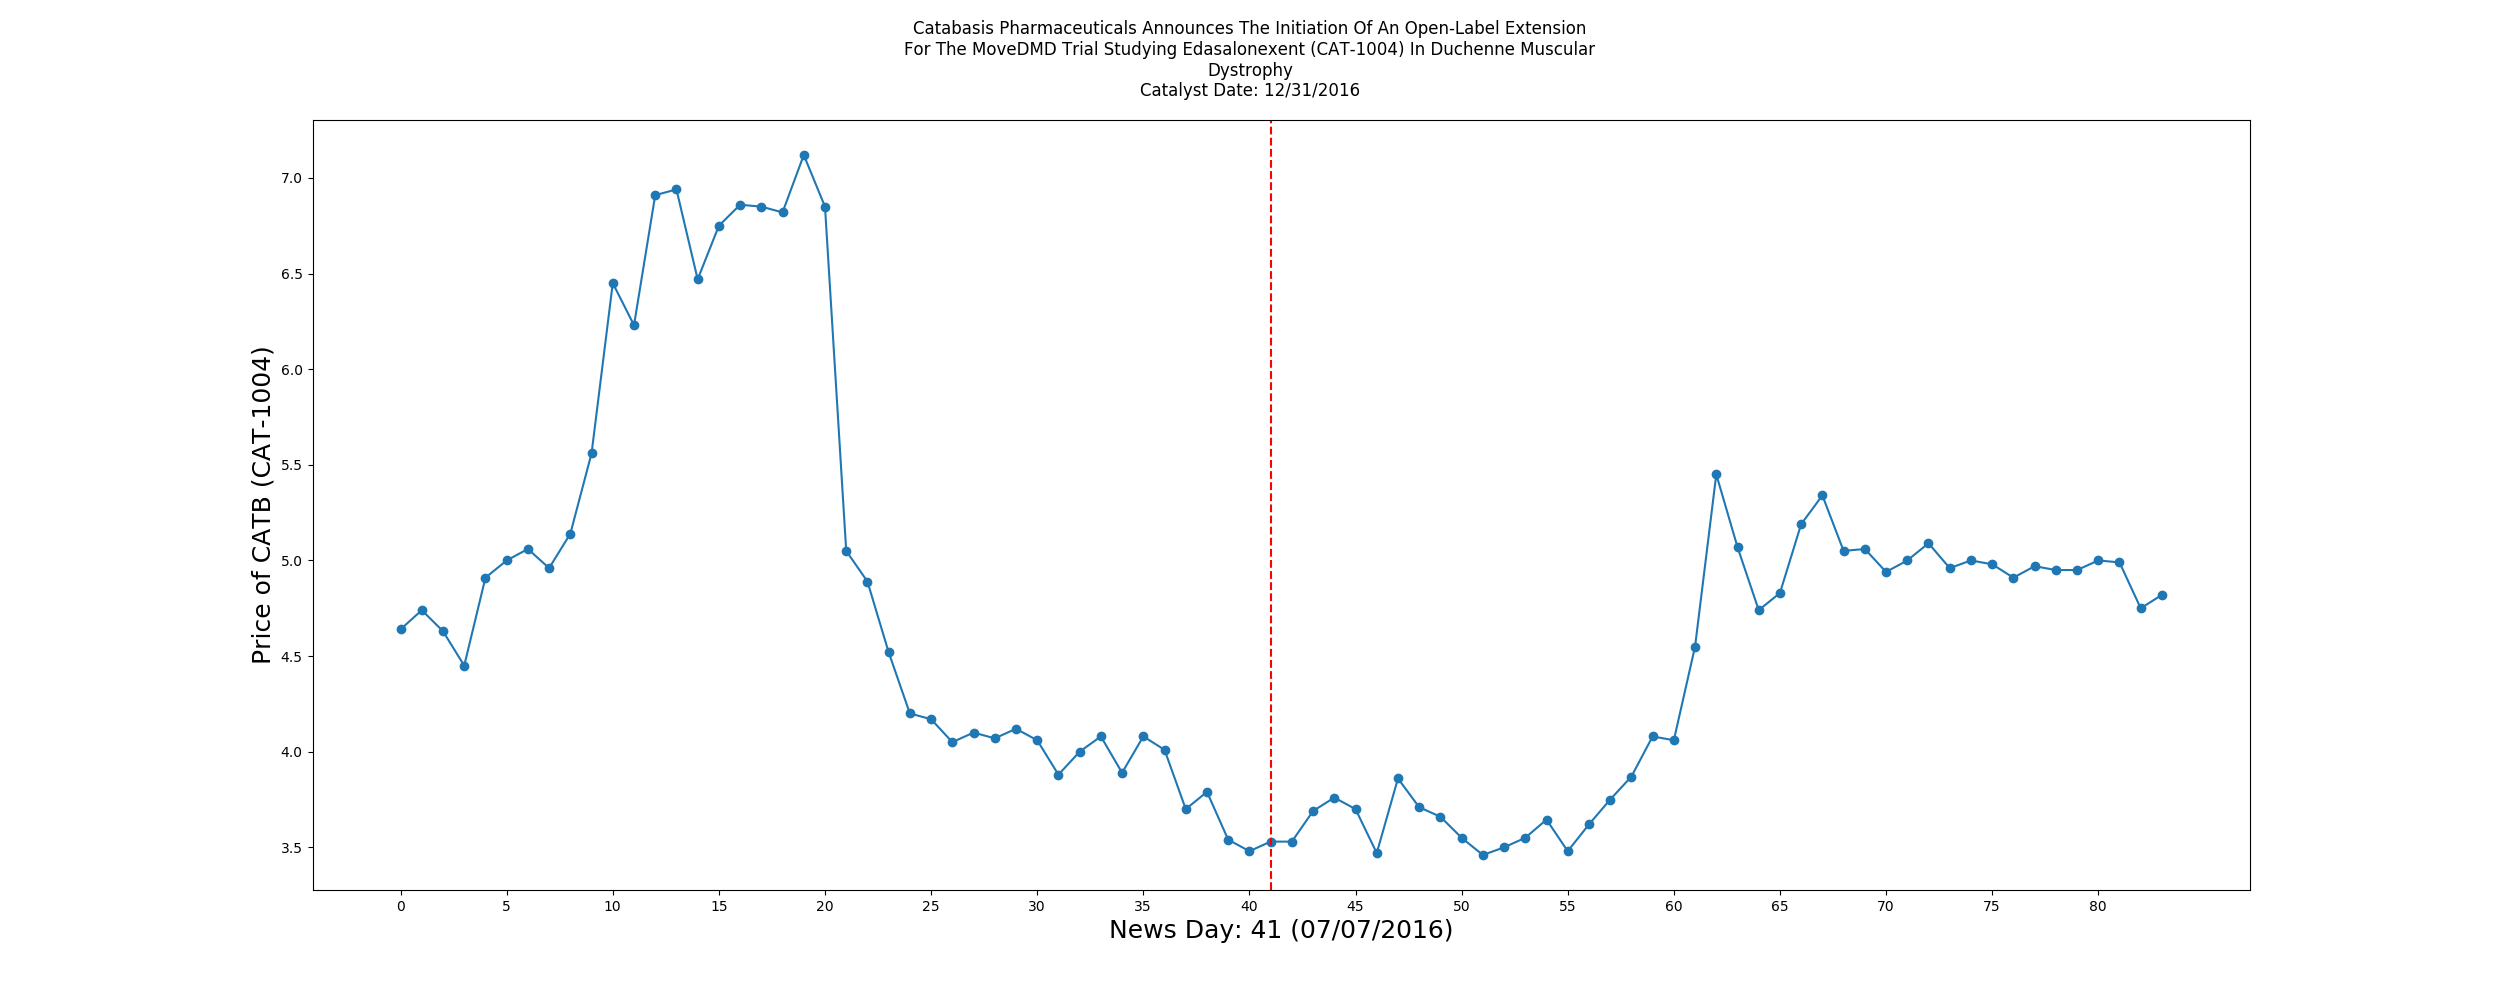 Catabasis Pharmaceuticals Announces The Initiation Of An Open-Label Extension
For The MoveDMD Trial Studying Edasalonexent (CAT-1004) In Duchenne Muscular
Dystrophy
Catalyst Date: 12/31/2016
Price of CATB (CAT-1004)
7.0
6.5
6.0
5.5
5.0
4.5
4.0
3.5
0 5 10 15 20 25 30 35 40 45 50 55 60 65 70 75 80
News Day: 41 (07/07/2016)